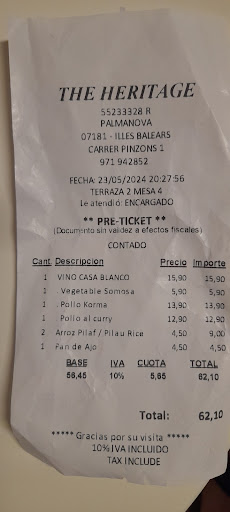 THE HERITAGE
55233328 R
PALMANOVA
07181 - ILLES BALEARS
CARRER PINZONS 1
971 942852
FECHA: 23/05/2024 20:27:56
TERRAZA 2 MESA 4
Le atendió: ENCARGADO
** PRE-TICKET **
(Documento sin validez a efectos fiscales)
CONTADO
Cant. Descripcion Precio Importe
1 VINO CASA BLANCO 15,90 15,90
1 Vegetable Somosa 5,90 5,90
1 Pollo Korma 13,90 13,90
1 Pollo al curry 12,90 12,90
2 Arroz Pilaf / Pilau Rice 4,50 9,00
1 Pan de Ajo 4,50 4,50
BASE IVA CUOTA TOTAL
56,45 10% 5,65 62,10
Total: 62,10
***** Gracias por su visita *****
10% IVA INCLUIDO
TAX INCLUDE